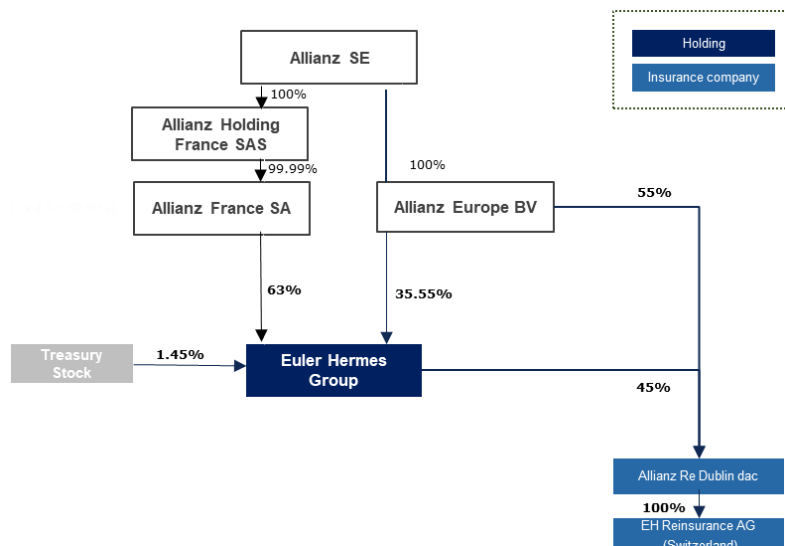 Allianz SE
Holding
Insurance company
100%
Allianz Holding
France SAS
99.99%
100%
Allianz France SA
Allianz Europe BV
55%
63%
35.55%
Treasury
Stock
1.45%
Euler Hermes
Group
45%
Allianz Re Dublin dac
100%
EH Reinsurance AG
(Switzerland)